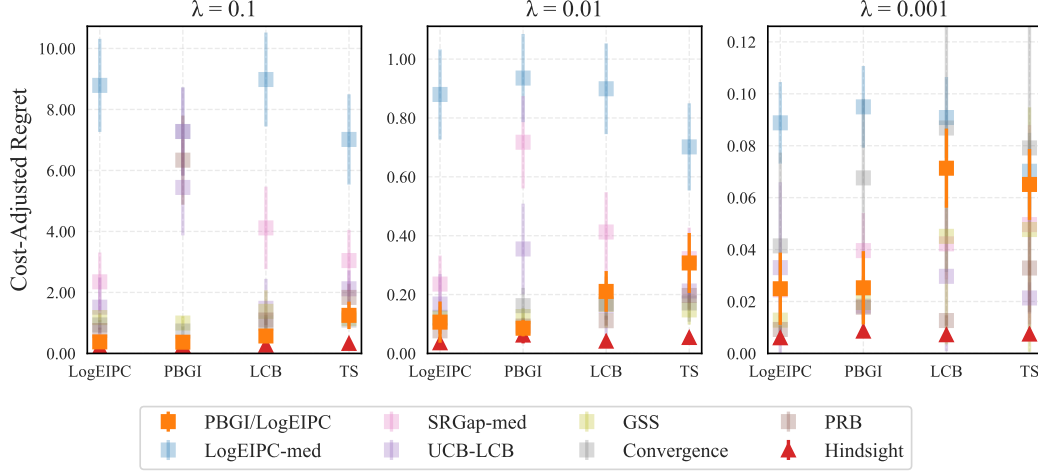 λ = 0.1
λ = 0.01
λ = 0.001
Cost-Adjusted Regret
10.00
8.00
6.00
4.00
2.00
0.00
LogEIPC
PBGI
LCB
TS
1.00
0.80
0.60
0.40
0.20
0.00
LogEIPC
PBGI
LCB
TS
0.12
0.10
0.08
0.06
0.04
0.02
0.00
LogEIPC
PBGI
LCB
TS
PBGI/LogEIPC
SRGap-med
GSS
PRB
LogEIPC-med
UCB-LCB
Convergence
Hindsight